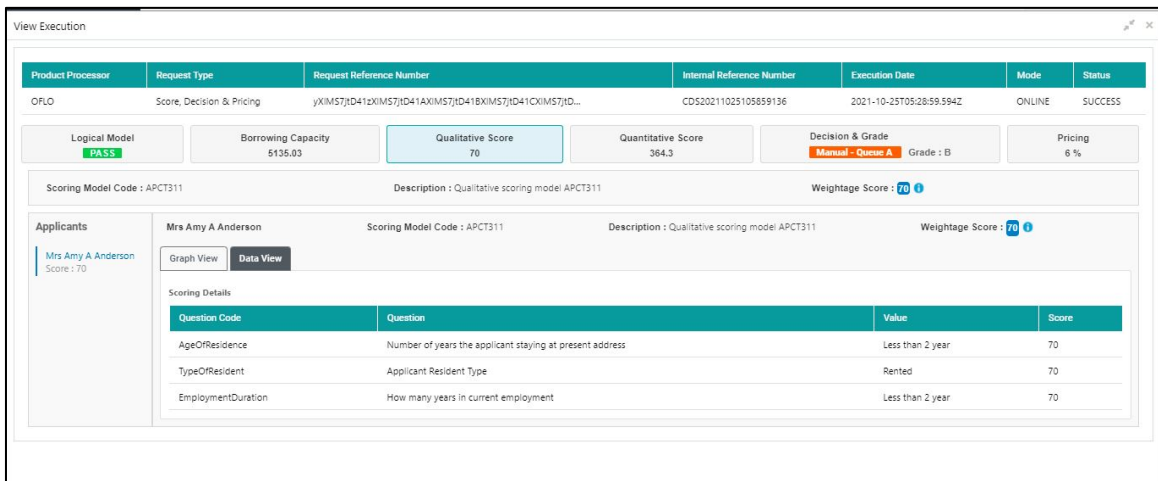 View Execution
Product Processor Request Type Request Reference Number Internal Reference Number Execution Date Mode Status
OFLO Score, Decision & Pricing yXIMS7jtD41zXIMS7jtD41AXIMS7jtD41BXIMS7jtD41CXIMS7jtD... CDS20211025105859136 2021-10-25T05:28:59.594Z ONLINE SUCCESS
Logical Model Borrowing Capacity Qualitative Score Quantitative Score Decision & Grade Pricing
PASS 5135.03 70 364.3 Manual - Queue A Grade : B 6 %
Scoring Model Code : APCT311 Description : Qualitative scoring model APCT311 Weightage Score : 70
Applicants Mrs Amy A Anderson Scoring Model Code : APCT311 Description : Qualitative scoring model APCT311 Weightage Score : 70
Mrs Amy A Anderson
Score : 70
Graph View Data View
Scoring Details
Question Code Question Value Score
AgeOfResidence Number of years the applicant staying at present address Less than 2 year 70
TypeOfResident Applicant Resident Type Rented 70
EmploymentDuration How many years in current employment Less than 2 year 70